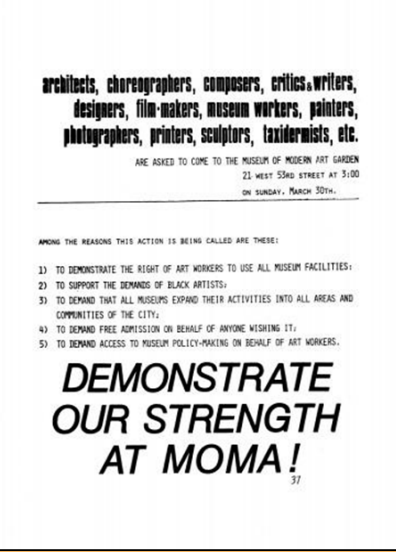 architects, choreographers, composers, critics & writers,
designers, film-makers, museum workers, painters,
photographers, printers, sculptors, taxidermists, etc.
ARE ASKED TO COME TO THE MUSEUM OF MODERN ART GARDEN
21 WEST 53RD STREET AT 3:00
ON SUNDAY, MARCH 30TH.
AMONG THE REASONS THIS ACTION IS BEING CALLED ARE THESE:
1) TO DEMONSTRATE THE RIGHT OF ART WORKERS TO USE ALL MUSEUM FACILITIES;
2) TO SUPPORT THE DEMANDS OF BLACK ARTISTS;
3) TO DEMAND THAT ALL MUSEUMS EXPAND THEIR ACTIVITIES INTO ALL AREAS AND
COMMUNITIES OF THE CITY;
4) TO DEMAND FREE ADMISSION ON BEHALF OF ANYONE WISHING IT;
5) TO DEMAND ACCESS TO MUSEUM POLICY-MAKING ON BEHALF OF ART WORKERS.
DEMONSTRATE
OUR STRENGTH
AT MOMA!
37